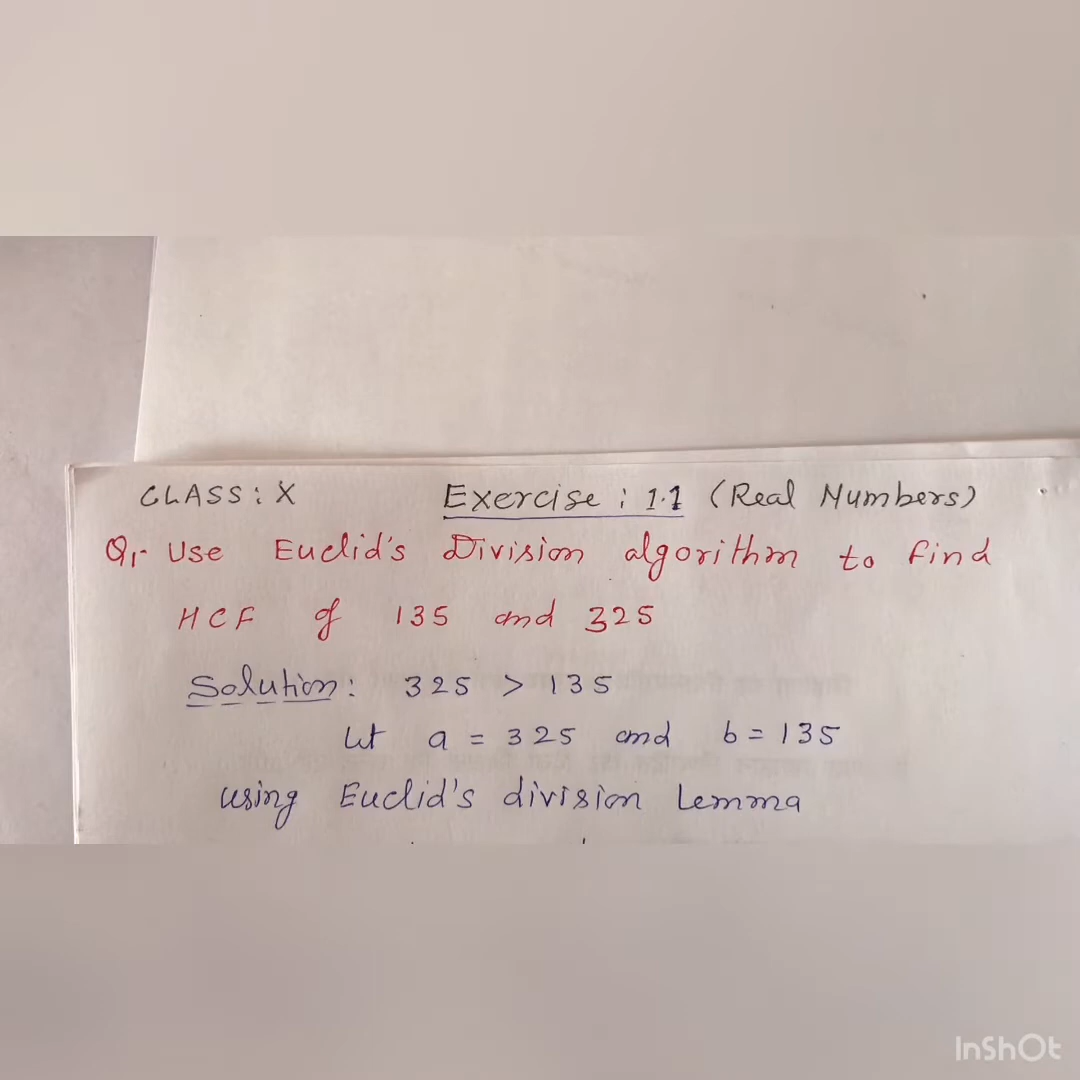 CLASS: X Exercise: 1.1 (Real Numbers)
Q1- Use Euclid's Division algorithm to find
HCF of 135 and 325
Solution: 325 > 135
Let a = 325 and b = 135
using Euclid's division Lemma
InShOt